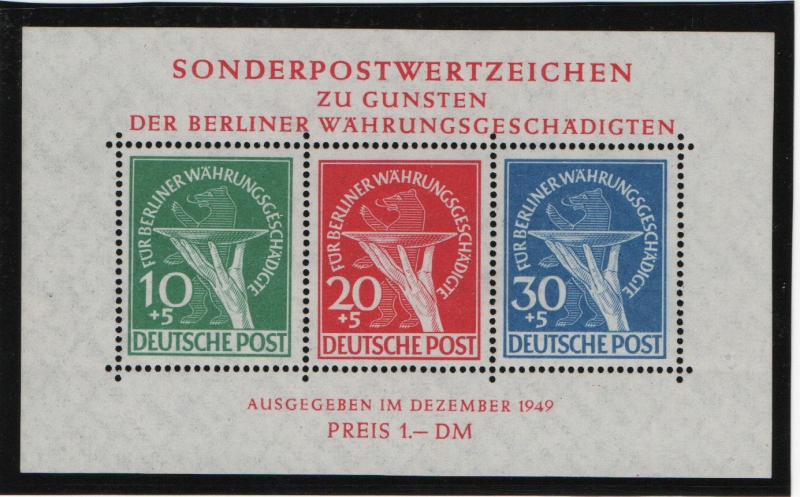 SONDERPOSTWERTZEICHEN
ZU GUNSTEN
DER BERLINER WÄHRUNGSGESCHÄDIGTEN
FÜR BERLINER WÄHRUNGSGESCHÄDIGTE
10
+5
DEUTSCHE POST
FÜR BERLINER WÄHRUNGSGESCHÄDIGTE
20
+5
DEUTSCHE POST
FÜR BERLINER WÄHRUNGSGESCHÄDIGTE
30
+5
DEUTSCHE POST
AUSGEGEBEN IM DEZEMBER 1949
PREIS 1.— DM